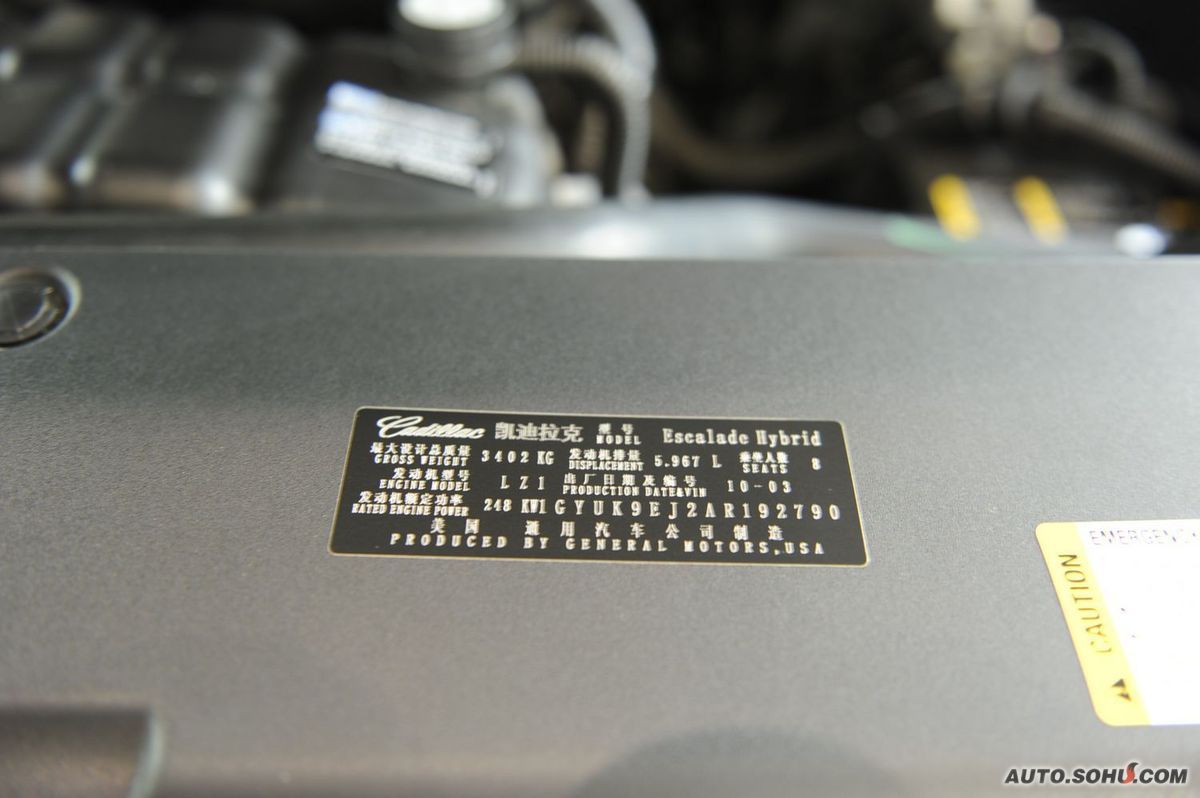 Cadillac 凯迪拉克 型号 MODEL Escalade Hybrid
最大设计总质量 GROSS WEIGHT 3402 KG 发动机排量 DISPLACEMENT 5.967 L 乘坐人数 SEATS 8
发动机型号 ENGINE MODEL LZ1 出厂日期及编号 PRODUCTION DATE&VIN 10-03
发动机额定功率 RATED ENGINE POWER 248 KW 1GYUK9EJ2AR192790
美国 通用汽车公司制造
PRODUCED BY GENERAL MOTORS,USA
EMERGENCY
CAUTION
AUTO.SOHU.COM